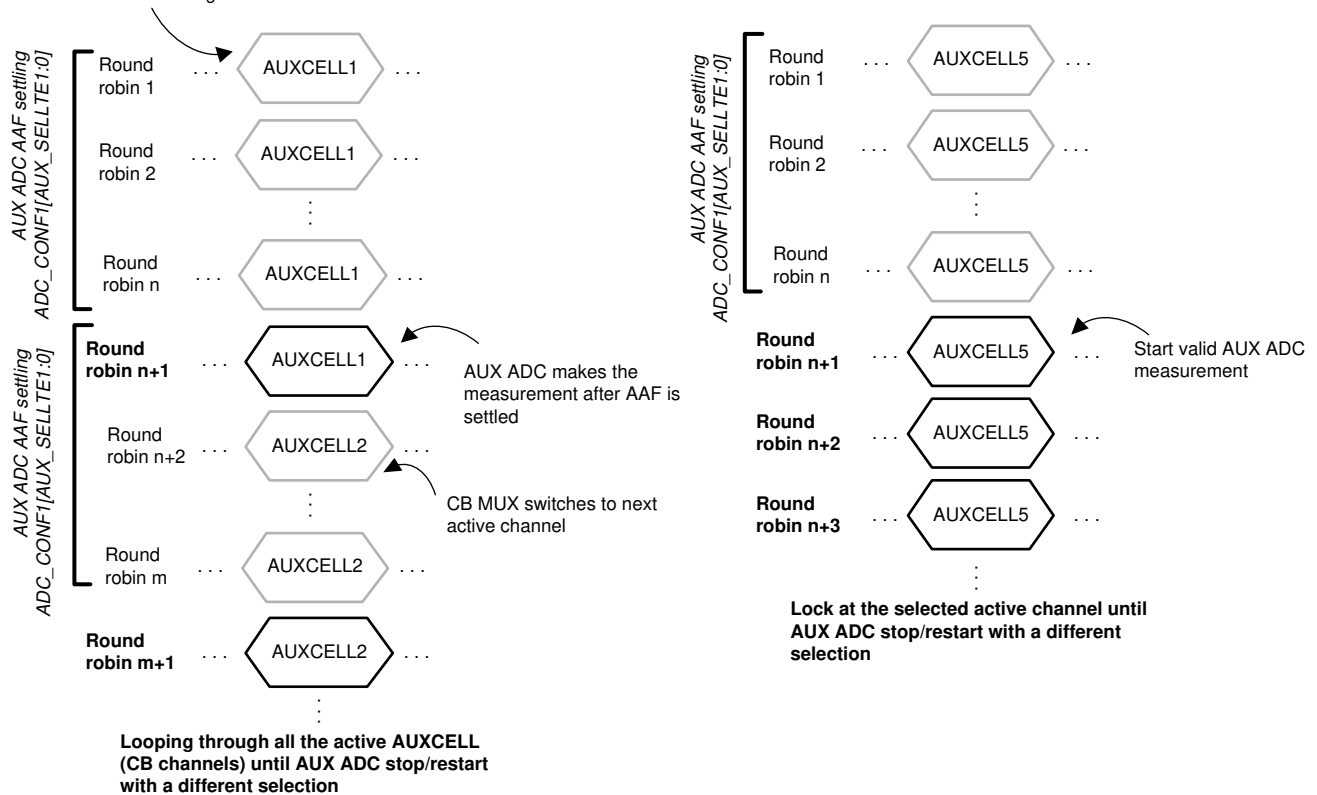 AUX ADC AAF settling
ADC_CONF1[AUX_SELLTE1:0]
Round
robin 1
. . .
AUXCELL1
. . .
Round
robin 2
. . .
AUXCELL1
. . .
Round
robin n
. . .
AUXCELL1
. . .
AUX ADC AAF settling
ADC_CONF1[AUX_SELLTE1:0]
Round
robin n+1
. . .
AUXCELL1
. . .
AUX ADC makes the
measurement after AAF is
settled
Round
robin n+2
. . .
AUXCELL2
. . .
CB MUX switches to next
active channel
Round
robin m
. . .
AUXCELL2
. . .
Round
robin m+1
. . .
AUXCELL2
. . .
Looping through all the active AUXCELL
(CB channels) until AUX ADC stop/restart
with a different selection
AUX ADC AAF settling
ADC_CONF1[AUX_SELLTE1:0]
Round
robin 1
. . .
AUXCELL5
. . .
Round
robin 2
. . .
AUXCELL5
. . .
Round
robin n
. . .
AUXCELL5
. . .
Round
robin n+1
. . .
AUXCELL5
. . .
Start valid AUX ADC
measurement
Round
robin n+2
. . .
AUXCELL5
. . .
Round
robin n+3
. . .
AUXCELL5
. . .
Lock at the selected active channel until
AUX ADC stop/restart with a different
selection